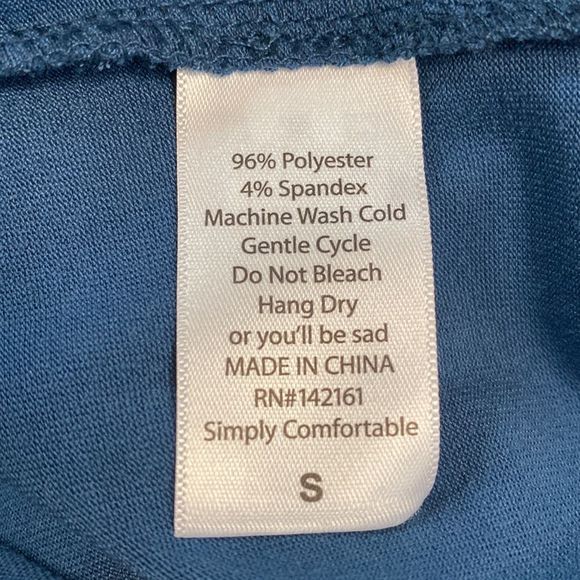 96% Polyester
4% Spandex
Machine Wash Cold
Gentle Cycle
Do Not Bleach
Hang Dry
or you'll be sad
MADE IN CHINA
RN#142161
Simply Comfortable
S